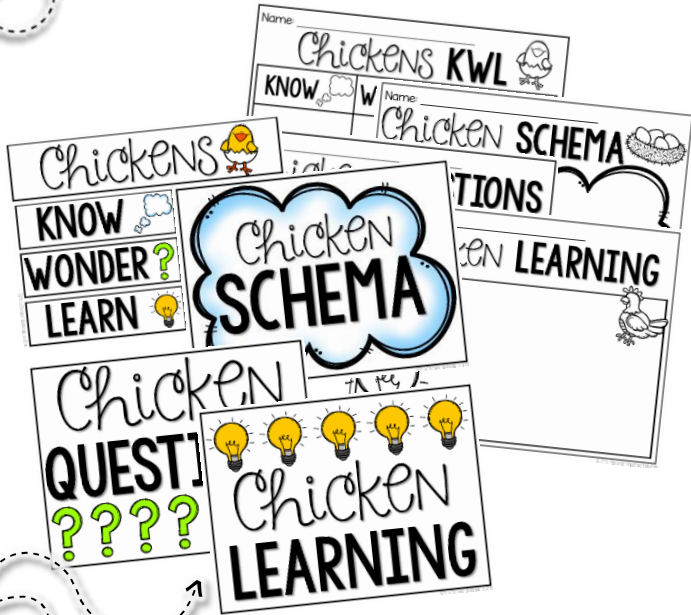 Name:
Chickens KWL
KNOW
W
Name:
Chicken SCHEMA
TIONS
LEARNING
Chickens
KNOW
WONDER?
LEARN
Chicken
SCHEMA
Chicken
QUESTI
????
Chicken
LEARNING